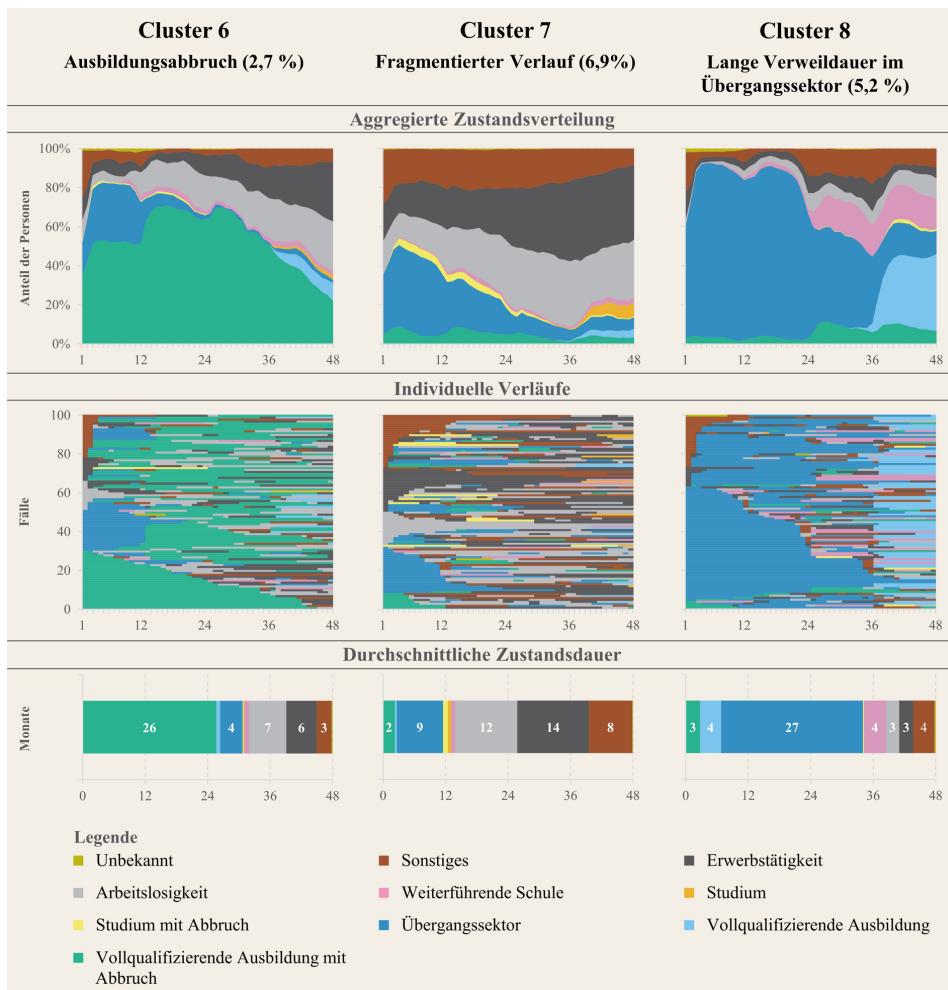 Cluster 6
Ausbildungsabbruch (2,7 %)
Cluster 7
Fragmentierter Verlauf (6,9%)
Cluster 8
Lange Verweildauer im
Übergangssektor (5,2 %)
Aggregierte Zustandsverteilung
Anteil der Personen
100%
80%
60%
40%
20%
0%
1 12 24 36 48
1 12 24 36 48
1 12 24 36 48
Individuelle Verläufe
Fälle
100
80
60
40
20
0
1 12 24 36 48
1 12 24 36 48
1 12 24 36 48
Durchschnittliche Zustandsdauer
Monate
26 4 7 6 3
2 9 12 14 8
3 4 27 4 3 3 4
0 12 24 36 48
0 12 24 36 48
0 12 24 36 48
Legende
Unbekannt
Sonstiges
Erwerbstätigkeit
Arbeitslosigkeit
Weiterführende Schule
Studium
Studium mit Abbruch
Übergangssektor
Vollqualifizierende Ausbildung
Vollqualifizierende Ausbildung mit
Abbruch